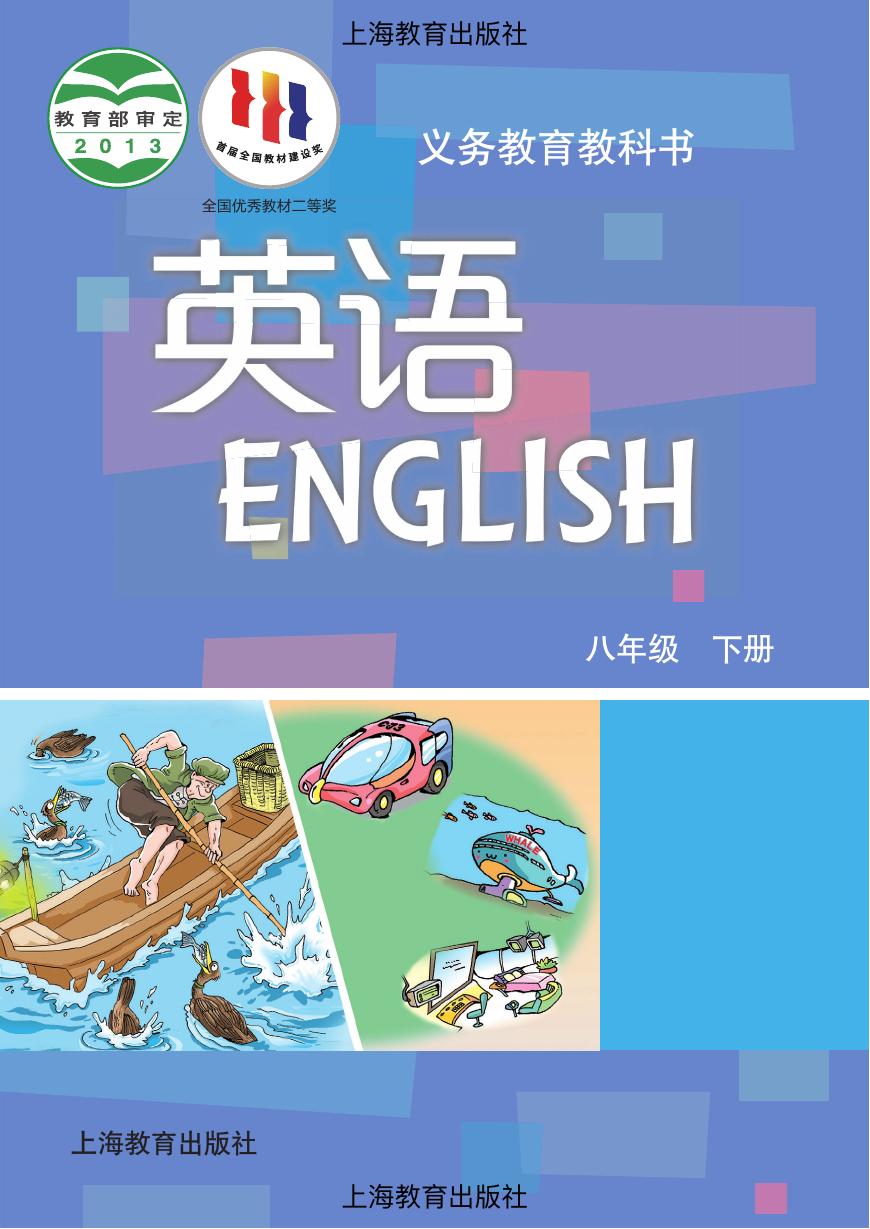 上海教育出版社
教育部审定
2013
首届全国教材建设奖
全国优秀教材二等奖
义务教育教科书
英语
ENGLISH
八年级 下册
WHALE
上海教育出版社
上海教育出版社